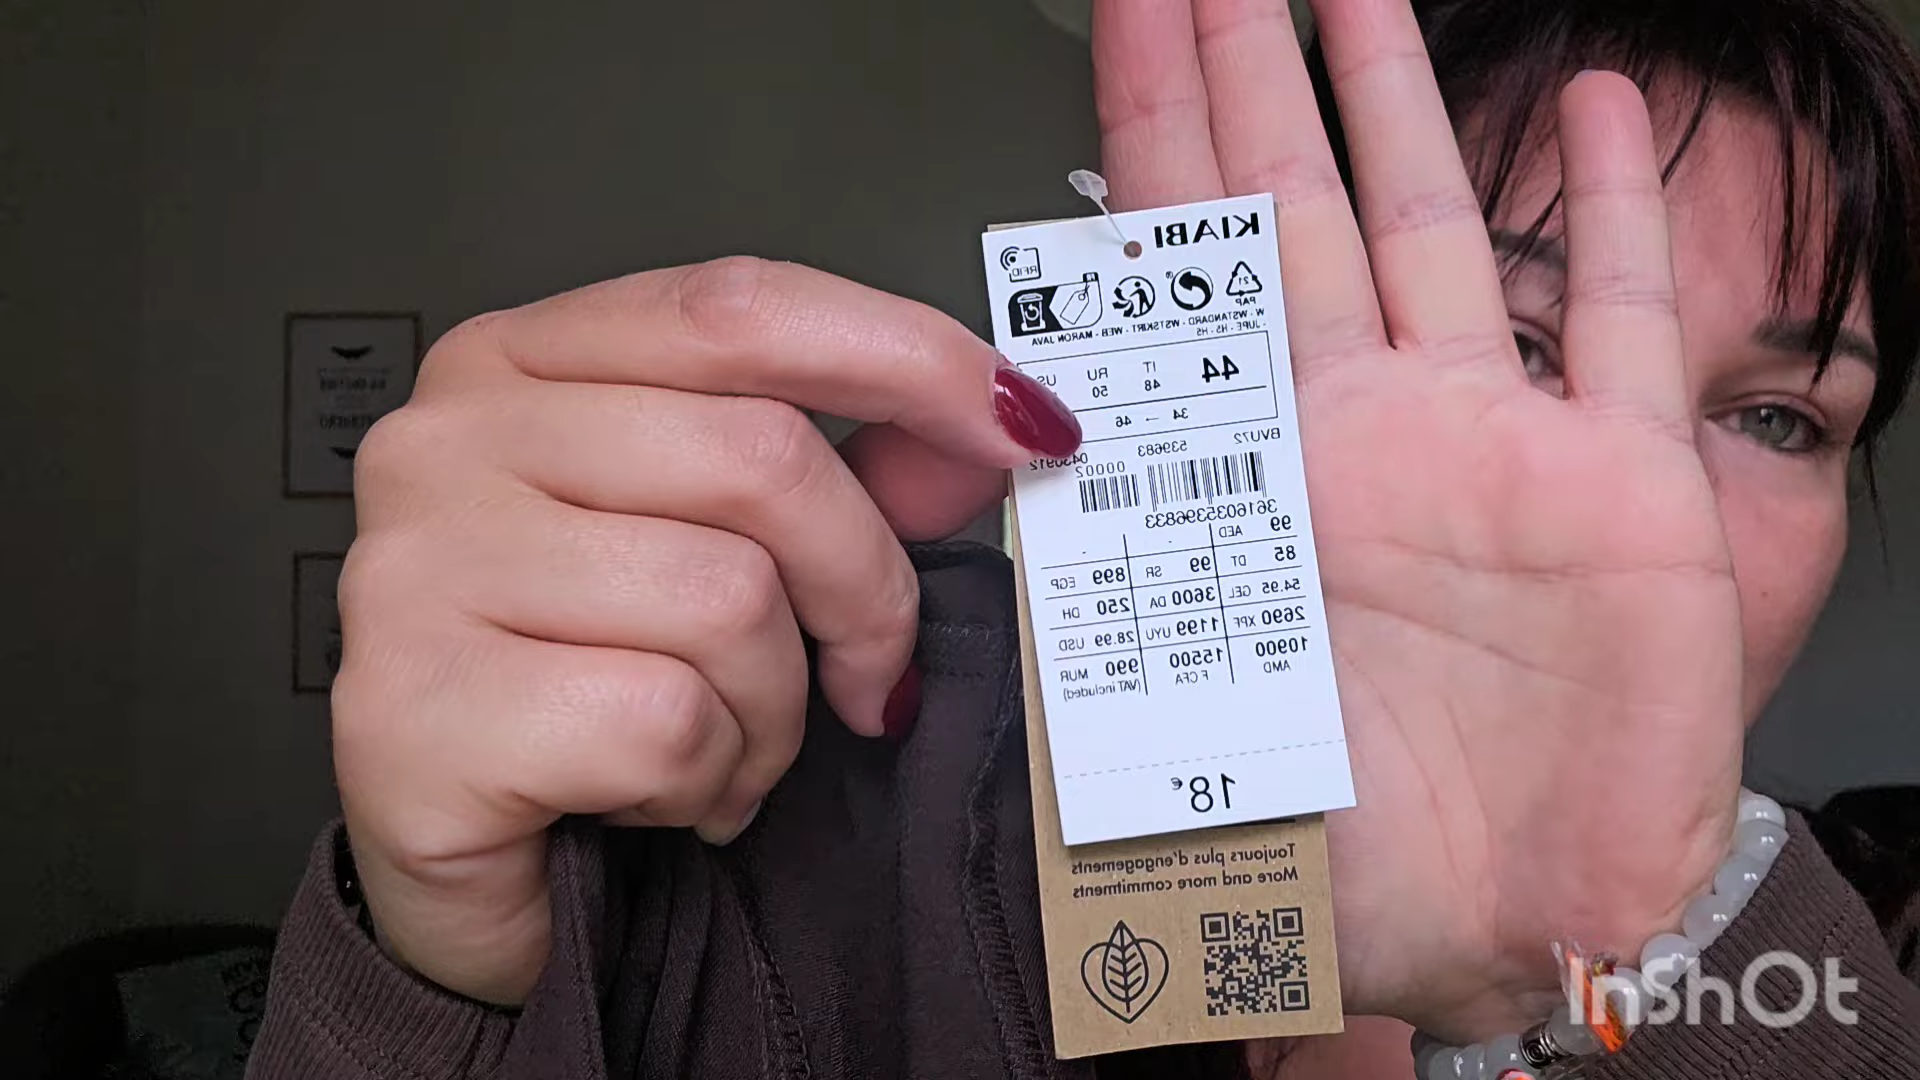 KIABI
RFID
21
PAP
W - WSTANDARD - WSTSKIRT - WEB - MARON JAVA
- JUPE - H5 - H5
44
IT
48
RU
50
34 → 46
BVU72
539683
0430912
00002
3616035396833
99
AED
-
-
85 DT
99 SR
899 EGP
54.95 GEL
3600 DA
250 DH
2690 XPF
1199 UYU
28.99 USD
10900
AMD
15500
F CFA
990 MUR
(VAT included)
18€
Toujours plus d'engagements
More and more commitments
InShOt